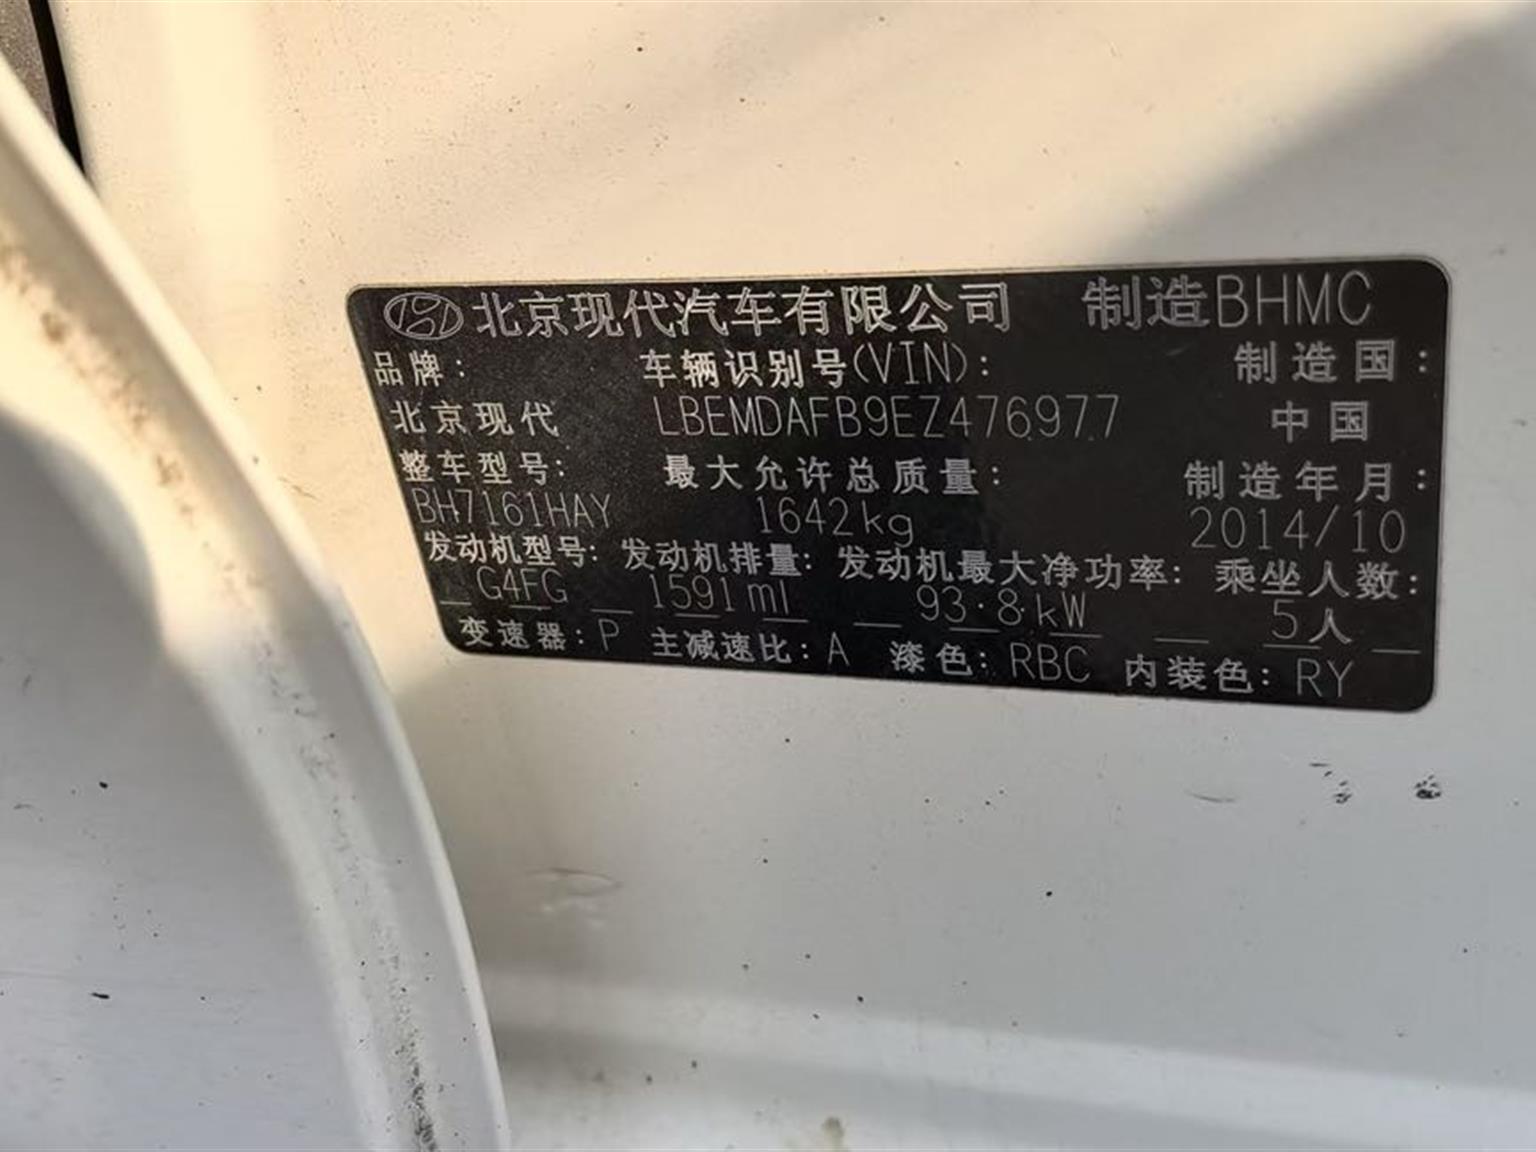 北京现代汽车有限公司 制造BHMC
品牌: 车辆识别号(VIN): 制造国:
北京现代 LBEMDAFB9EZ476977 中国
整车型号: 最大允许总质量: 制造年月:
BH7161HAY 1642kg 2014/10
发动机型号: 发动机排量: 发动机最大净功率: 乘坐人数:
G4FG 1591ml 93.8kW 5人
变速器: P 主减速比: A 漆色: RBC 内装色: RY